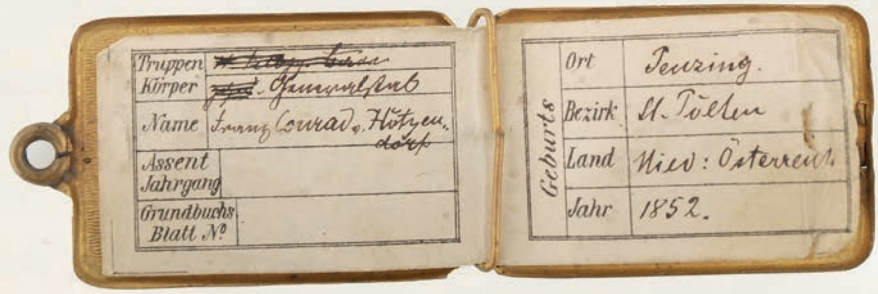 Truppen
Körper Generalstab
Name Franz Conrad v. Hötzen-
dorf
Assent
Jahrgang
Grundbuchs
Blatt Nº
Geburts
Ort Penzing.
Bezirk St. Pölten
Land Nied: Österreich
Jahr 1852.